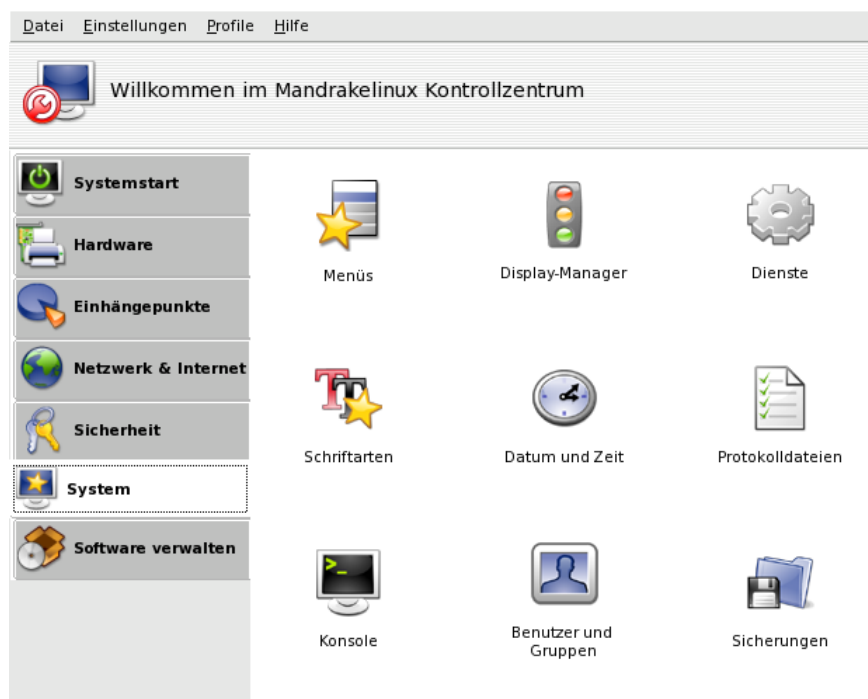 Datei Einstellungen Profile Hilfe
Willkommen im Mandrakelinux Kontrollzentrum
Systemstart
Hardware
Einhängepunkte
Netzwerk & Internet
Sicherheit
System
Software verwalten
Menüs
Display-Manager
Dienste
Schriftarten
Datum und Zeit
Protokolldateien
Konsole
Benutzer und
Gruppen
Sicherungen